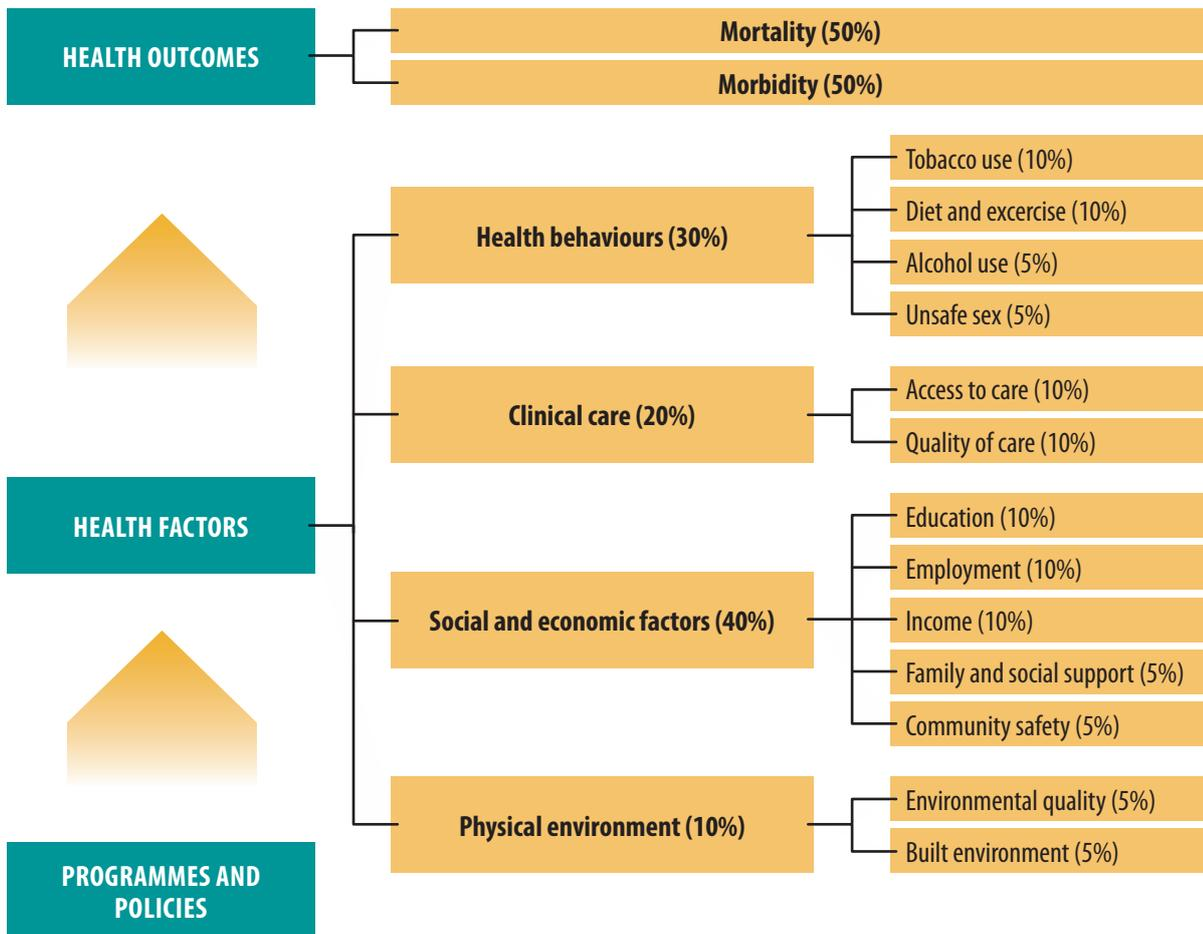 HEALTH OUTCOMES
Mortality (50%)
Morbidity (50%)
Health behaviours (30%)
Tobacco use (10%)
Diet and excercise (10%)
Alcohol use (5%)
Unsafe sex (5%)
Clinical care (20%)
Access to care (10%)
Quality of care (10%)
HEALTH FACTORS
Social and economic factors (40%)
Education (10%)
Employment (10%)
Income (10%)
Family and social support (5%)
Community safety (5%)
Physical environment (10%)
Environmental quality (5%)
Built environment (5%)
PROGRAMMES AND
POLICIES